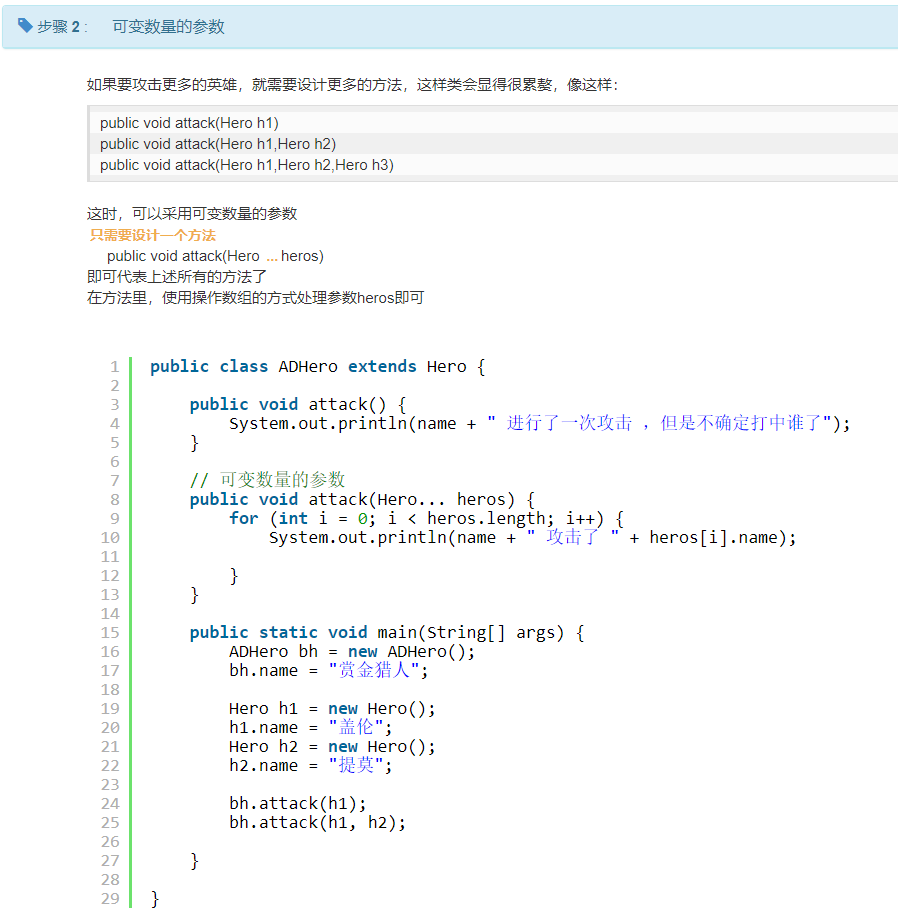 步骤 2 : 可变数量的参数
如果要攻击更多的英雄，就需要设计更多的方法，这样类会显得很累赘，像这样：
public void attack(Hero h1)
public void attack(Hero h1,Hero h2)
public void attack(Hero h1,Hero h2,Hero h3)
这时，可以采用可变数量的参数
只需要设计一个方法
public void attack(Hero ... heros)
即可代表上述所有的方法了
在方法里，使用操作数组的方式处理参数heros即可
1 public class ADHero extends Hero {
2
3     public void attack() {
4         System.out.println(name + " 进行了一次攻击 ，但是不确定打中谁了");
5     }
6
7     // 可变数量的参数
8     public void attack(Hero... heros) {
9         for (int i = 0; i < heros.length; i++) {
10             System.out.println(name + " 攻击了 " + heros[i].name);
11
12         }
13     }
14
15     public static void main(String[] args) {
16         ADHero bh = new ADHero();
17         bh.name = "赏金猎人";
18
19         Hero h1 = new Hero();
20         h1.name = "盖伦";
21         Hero h2 = new Hero();
22         h2.name = "提莫";
23
24         bh.attack(h1);
25         bh.attack(h1, h2);
26
27     }
28
29 }